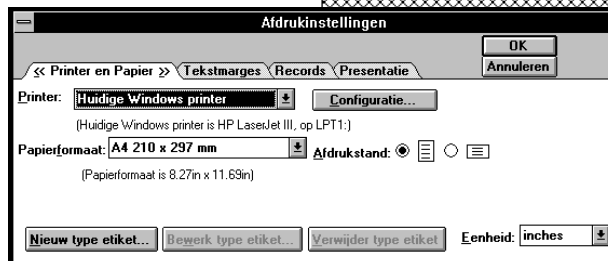 Afdrukinstellingen
OK
Annuleren
<< Printer en Papier >> Tekstmarges Records Presentatie
Printer: Huidige Windows printer Configuratie...
(Huidige Windows printer is HP LaserJet III, op LPT1:)
Papierformaat: A4 210 x 297 mm Afdrukstand:
(Papierformaat is 8.27in x 11.69in)
Nieuw type etiket... Bewerk type etiket... Verwijder type etiket Eenheid: inches